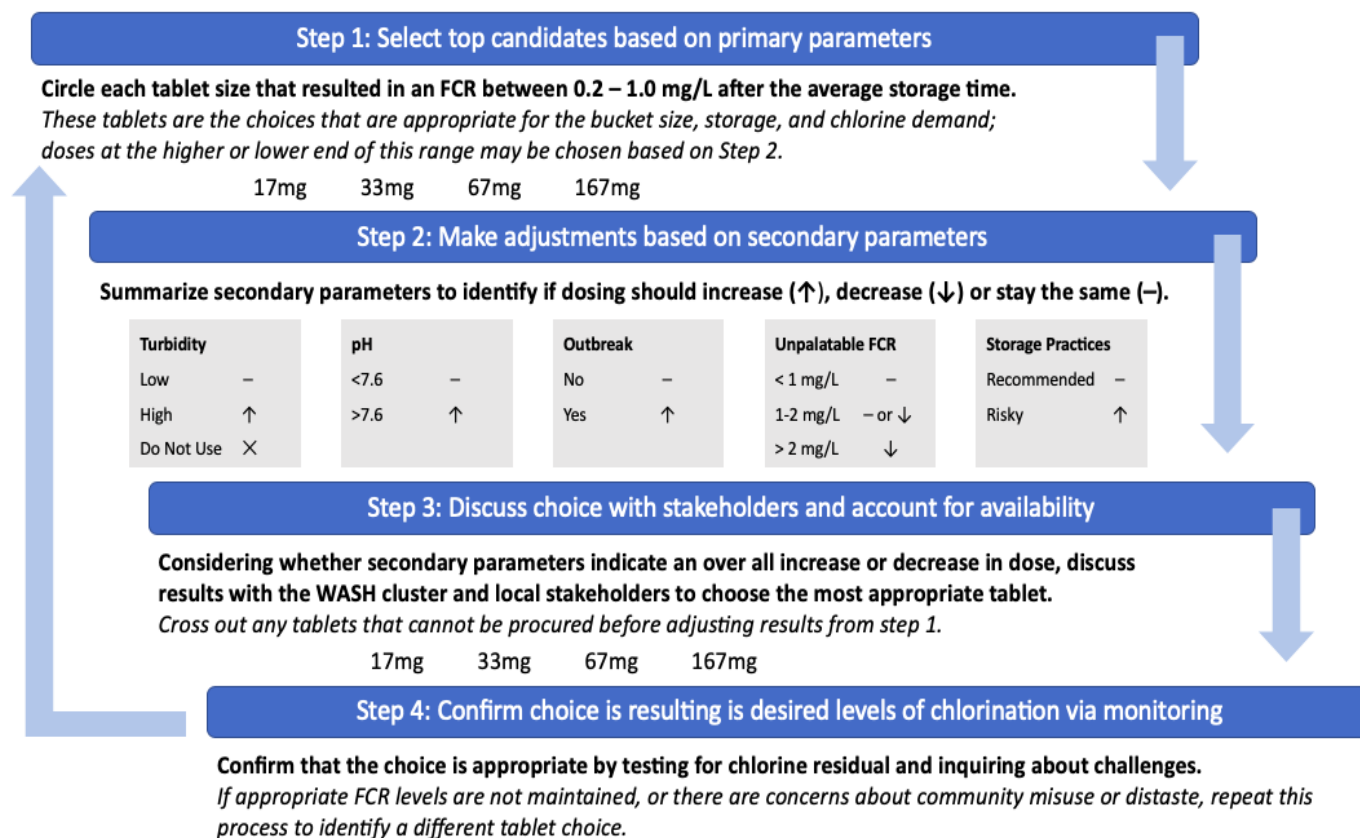 Step 1: Select top candidates based on primary parameters
Circle each tablet size that resulted in an FCR between 0.2 – 1.0 mg/L after the average storage time.
These tablets are the choices that are appropriate for the bucket size, storage, and chlorine demand;
doses at the higher or lower end of this range may be chosen based on Step 2.
17mg 33mg 67mg 167mg
Step 2: Make adjustments based on secondary parameters
Summarize secondary parameters to identify if dosing should increase (↑), decrease (↓) or stay the same (–).
Turbidity
Low –
High ↑
Do Not Use ×
pH
<7.6 –
>7.6 ↑
Outbreak
No –
Yes ↑
Unpalatable FCR
< 1 mg/L –
1-2 mg/L – or ↓
> 2 mg/L ↓
Storage Practices
Recommended –
Risky ↑
Step 3: Discuss choice with stakeholders and account for availability
Considering whether secondary parameters indicate an over all increase or decrease in dose, discuss
results with the WASH cluster and local stakeholders to choose the most appropriate tablet.
Cross out any tablets that cannot be procured before adjusting results from step 1.
17mg 33mg 67mg 167mg
Step 4: Confirm choice is resulting is desired levels of chlorination via monitoring
Confirm that the choice is appropriate by testing for chlorine residual and inquiring about challenges.
If appropriate FCR levels are not maintained, or there are concerns about community misuse or distaste, repeat this
process to identify a different tablet choice.